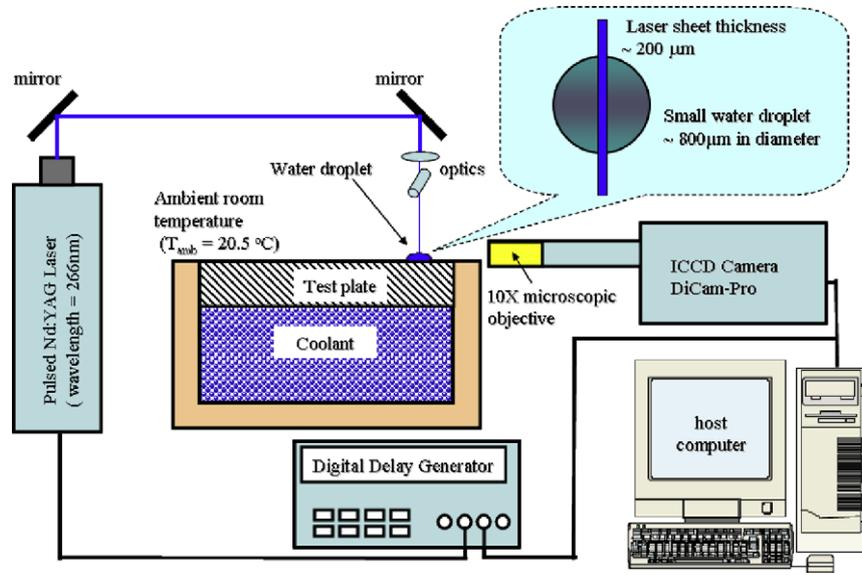 Laser sheet thickness
~ 200 μm
Small water droplet
~ 800μm in diameter
mirror
mirror
Water droplet
optics
Ambient room
temperature
(Tamb = 20.5 °C)
Pulsed Nd:YAG Laser
( wavelength = 266nm)
Test plate
Coolant
10X microscopic
objective
ICCD Camera
DiCam-Pro
host
computer
Digital Delay Generator